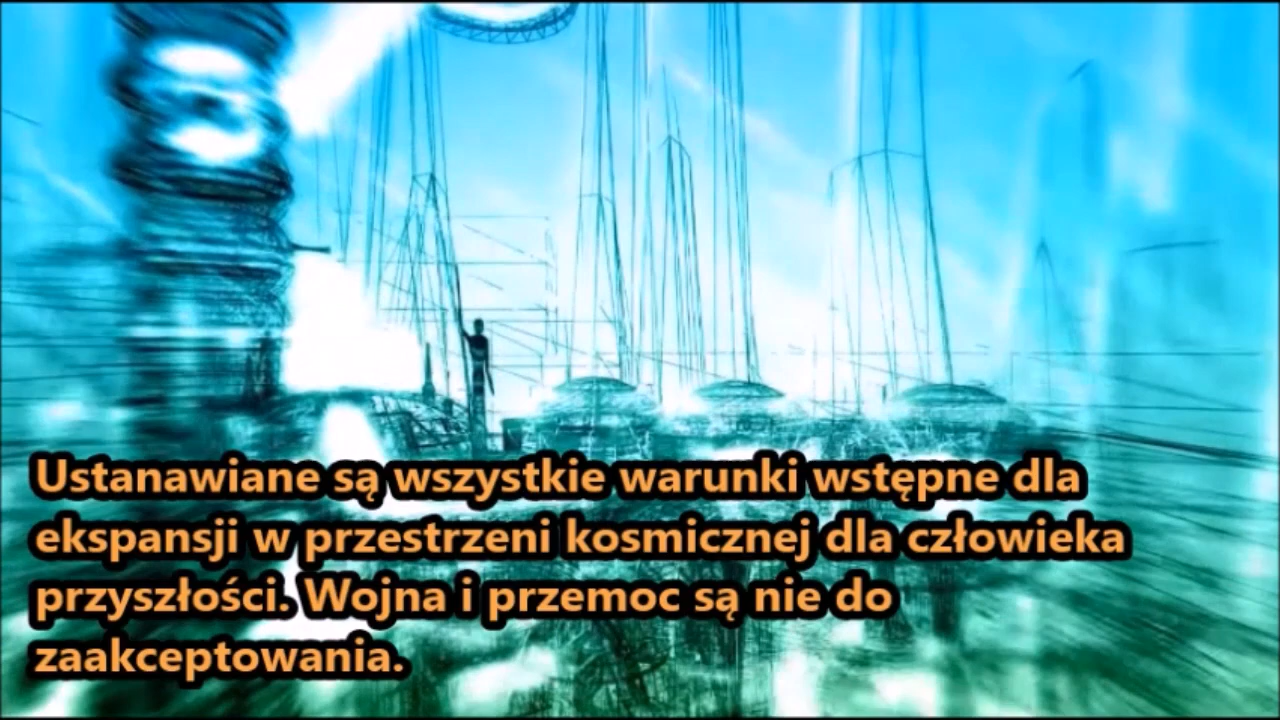 Ustanawiane są wszystkie warunki wstępne dla
ekspansji w przestrzeni kosmicznej dla człowieka
przyszłości. Wojna i przemoc są nie do
zaakceptowania.